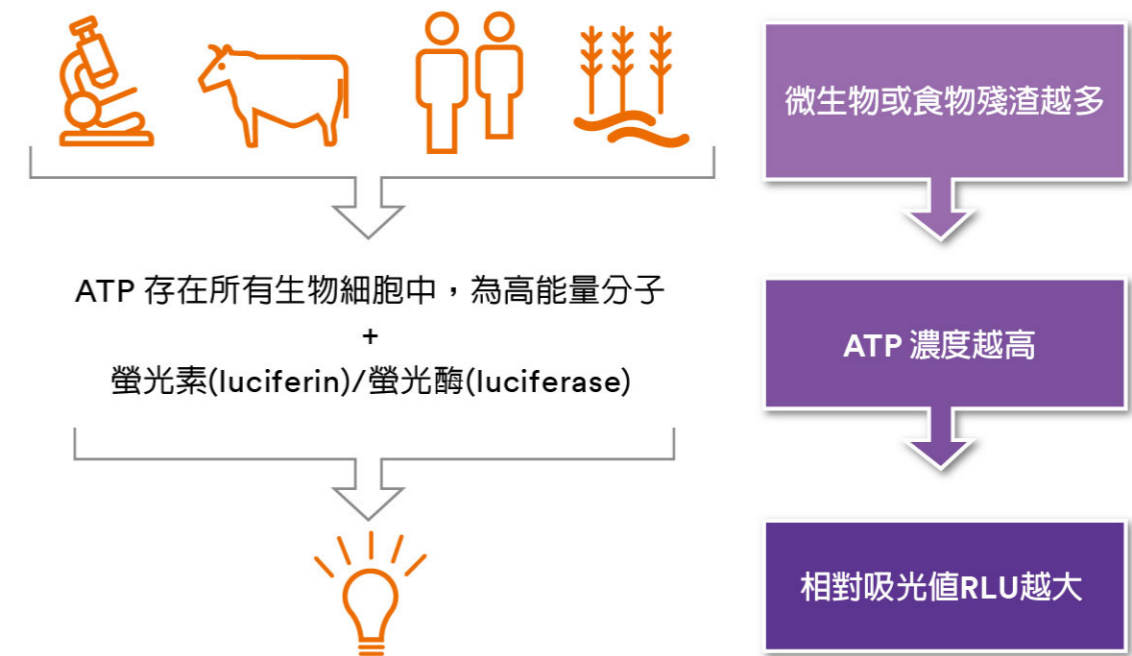 ATP 存在所有生物細胞中，為高能量分子
+
螢光素(luciferin)/螢光酶(luciferase)
微生物或食物殘渣越多
ATP 濃度越高
相對吸光值RLU越大